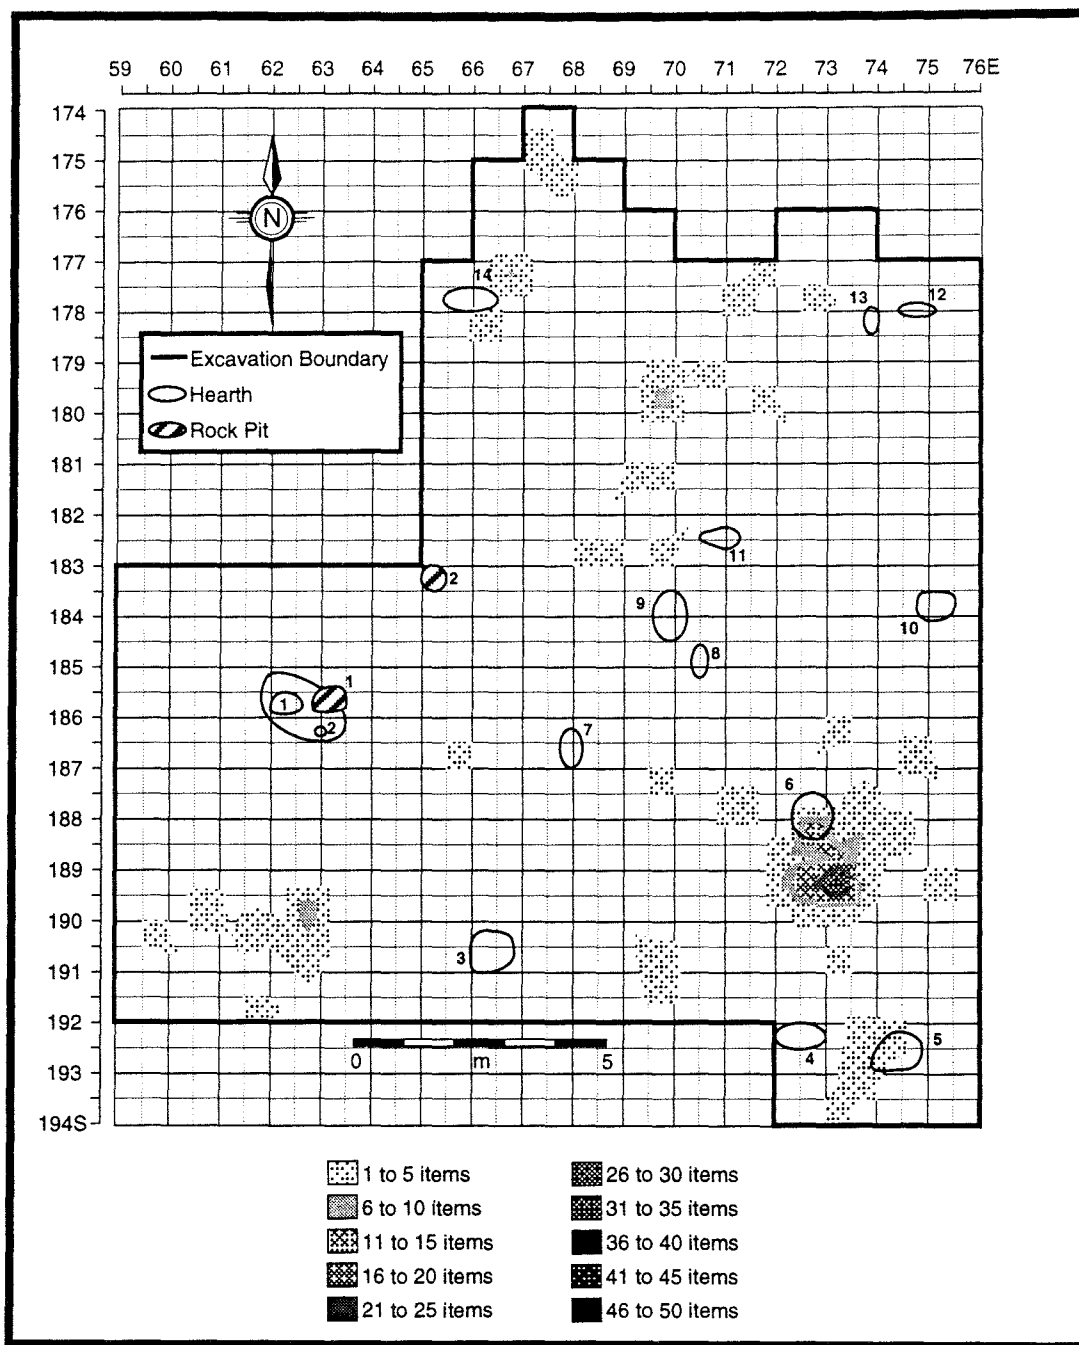 59 60 61 62 63 65 66 67 68 69 70 71 72 73 74 75 76E
174
175
176
N
177
14
178
13 12
179
Excavation Boundary
Hearth
180
Rock Pit
181
182
11
183
2
9
184
10
8
185
1
1
186
2
7
187
6
188
189
190
3
191
192
4
5
0 m 5
193
194S
1 to 5 items 26 to 30 items
6 to 10 items 31 to 35 items
11 to 15 items 36 to 40 items
16 to 20 items 41 to 45 items
21 to 25 items 46 to 50 items